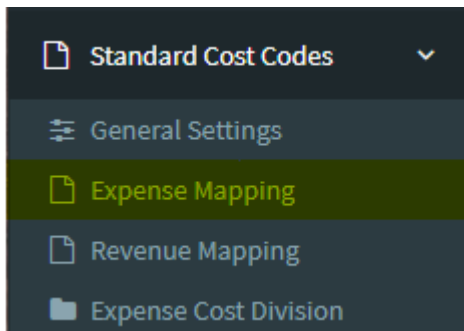 Standard Cost Codes
General Settings
Expense Mapping
Revenue Mapping
Expense Cost Division